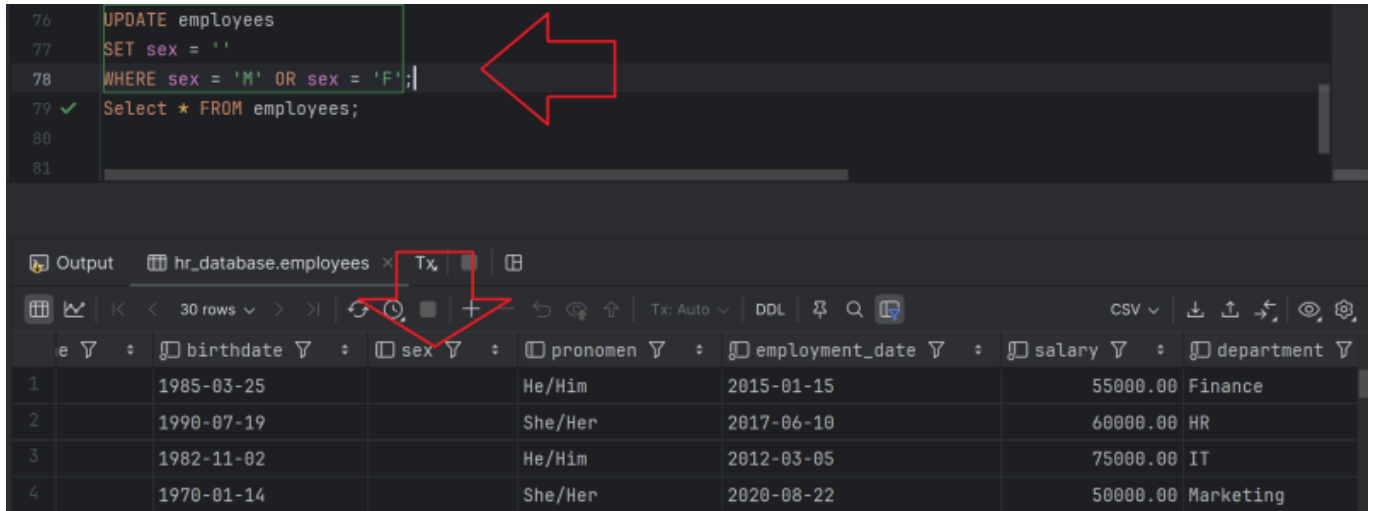 76 UPDATE employees
77 SET sex = ''
78 WHERE sex = 'M' OR sex = 'F';
79 Select * FROM employees;
80
81
Output hr_database.employees Tx
30 rows Tx: Auto DDL CSV
e birthdate sex pronomen employment_date salary department
1 1985-03-25 He/Him 2015-01-15 55000.00 Finance
2 1990-07-19 She/Her 2017-06-10 60000.00 HR
3 1982-11-02 He/Him 2012-03-05 75000.00 IT
4 1970-01-14 She/Her 2020-08-22 50000.00 Marketing